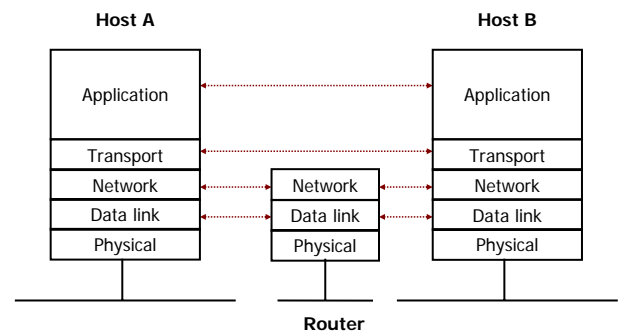 Host A
Host B
Application
Application
Transport
Transport
Network
Network
Network
Data link
Data link
Data link
Physical
Physical
Physical
Router